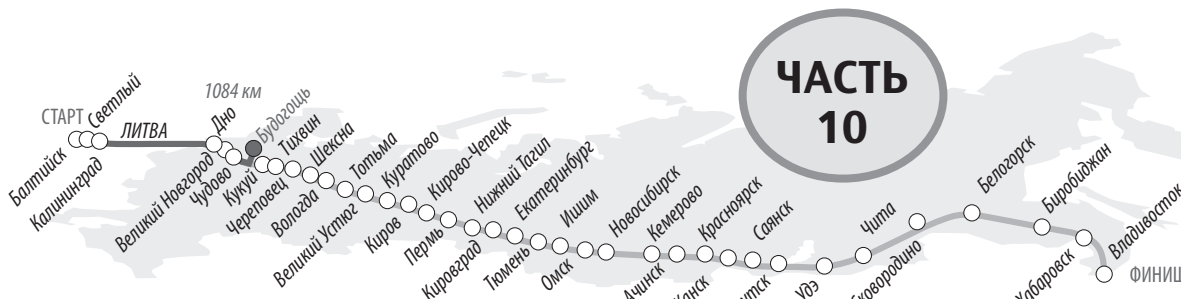 ЧАСТЬ
10
СТАРТ
Балтийск
Светлый
Калининград
ЛИТВА
1084 км
Дно
Великий Новгород
Чудово
Будогощь
Кукуй
Тихвин
Череповец
Шексна
Вологда
Тотьма
Великий Устюг
Куратово
Киров
Кирово-Чепецк
Пермь
Нижний Тагил
Кировград
Екатеринбург
Тюмень
Ишим
Омск
Новосибирск
Кемерово
Ачинск
Красноярск
Саянск
Удэ
Чита
Белогорск
Биробиджан
Хабаровск
Владивосток
ФИНИШ